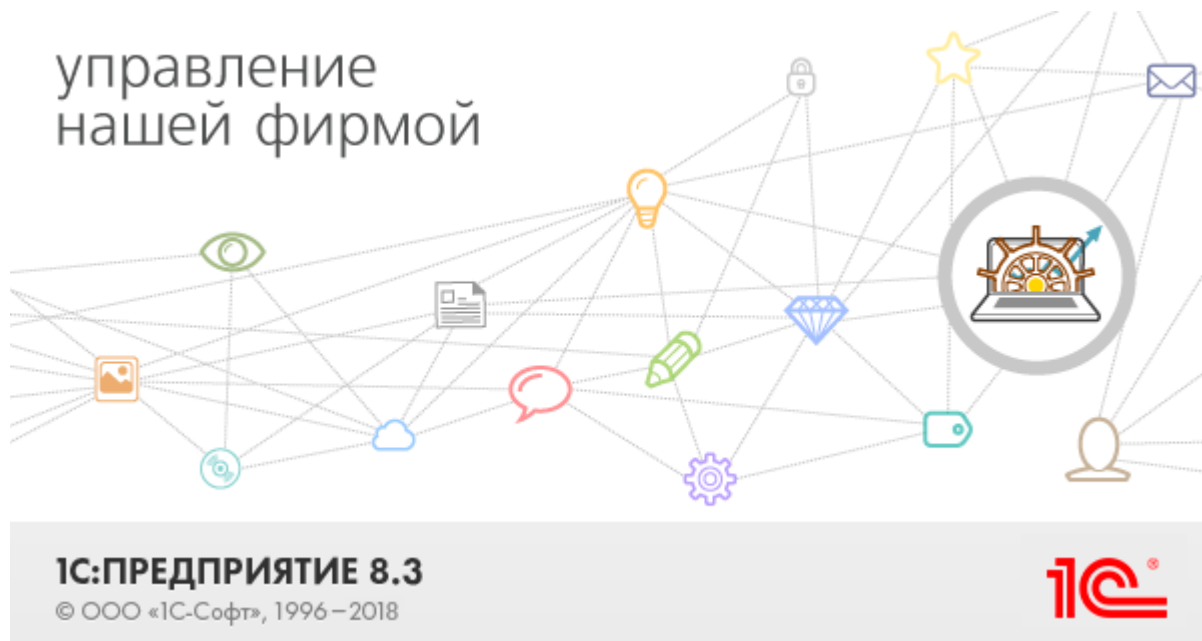 управление
нашей фирмой
1С:ПРЕДПРИЯТИЕ 8.3
© ООО «1С-Софт», 1996–2018
1С®